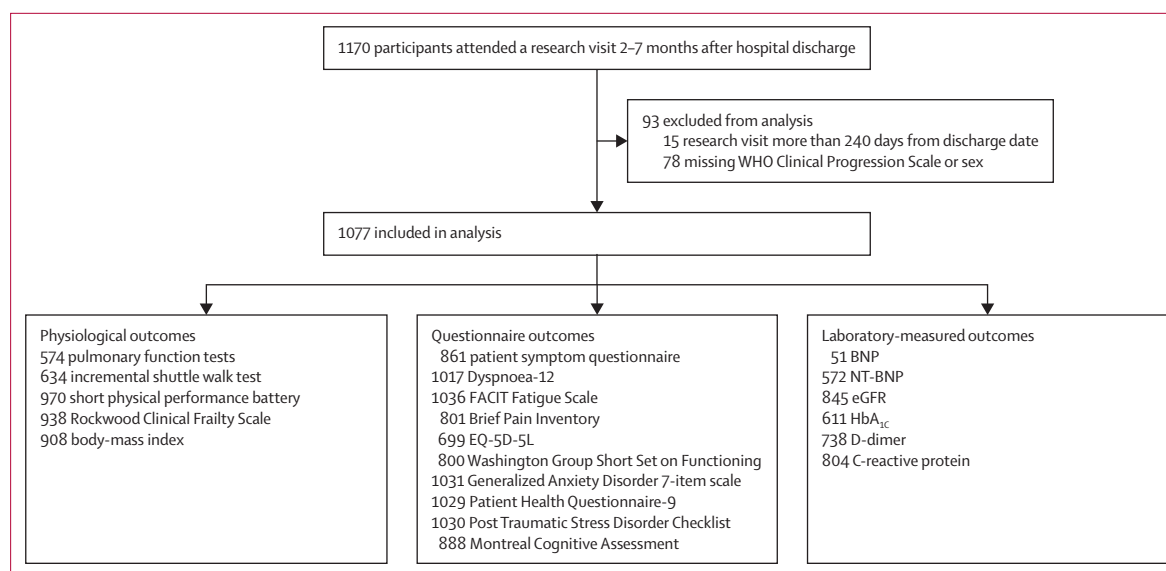 1170 participants attended a research visit 2–7 months after hospital discharge
93 excluded from analysis
15 research visit more than 240 days from discharge date
78 missing WHO Clinical Progression Scale or sex
1077 included in analysis
Physiological outcomes
574 pulmonary function tests
634 incremental shuttle walk test
970 short physical performance battery
938 Rockwood Clinical Frailty Scale
908 body-mass index
Questionnaire outcomes
861 patient symptom questionnaire
1017 Dyspnoea-12
1036 FACIT Fatigue Scale
801 Brief Pain Inventory
699 EQ-5D-5L
800 Washington Group Short Set on Functioning
1031 Generalized Anxiety Disorder 7-item scale
1029 Patient Health Questionnaire-9
1030 Post Traumatic Stress Disorder Checklist
888 Montreal Cognitive Assessment
Laboratory-measured outcomes
51 BNP
572 NT-BNP
845 eGFR
611 HbA1C
738 D-dimer
804 C-reactive protein